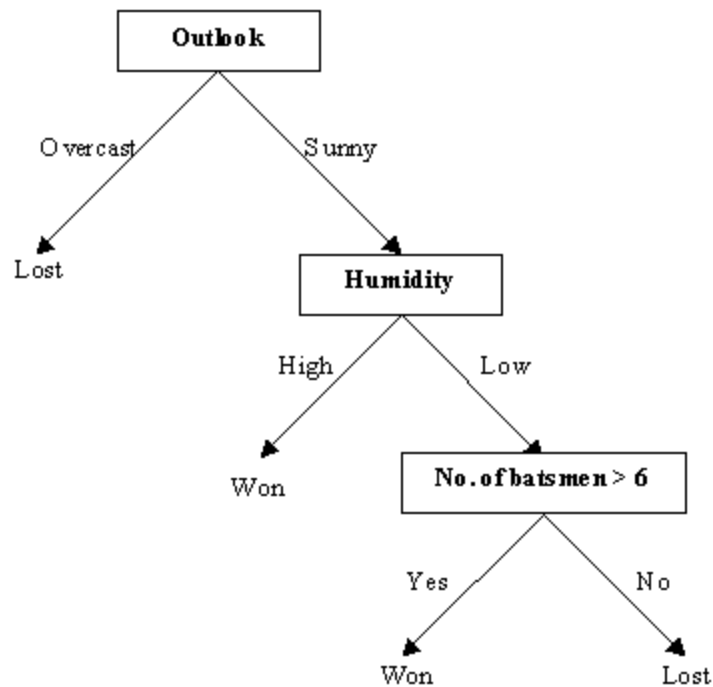 Outlook
Overcast Sunny
Lost
Humidity
High Low
Won
No. of batsmen > 6
Yes No
Won Lost